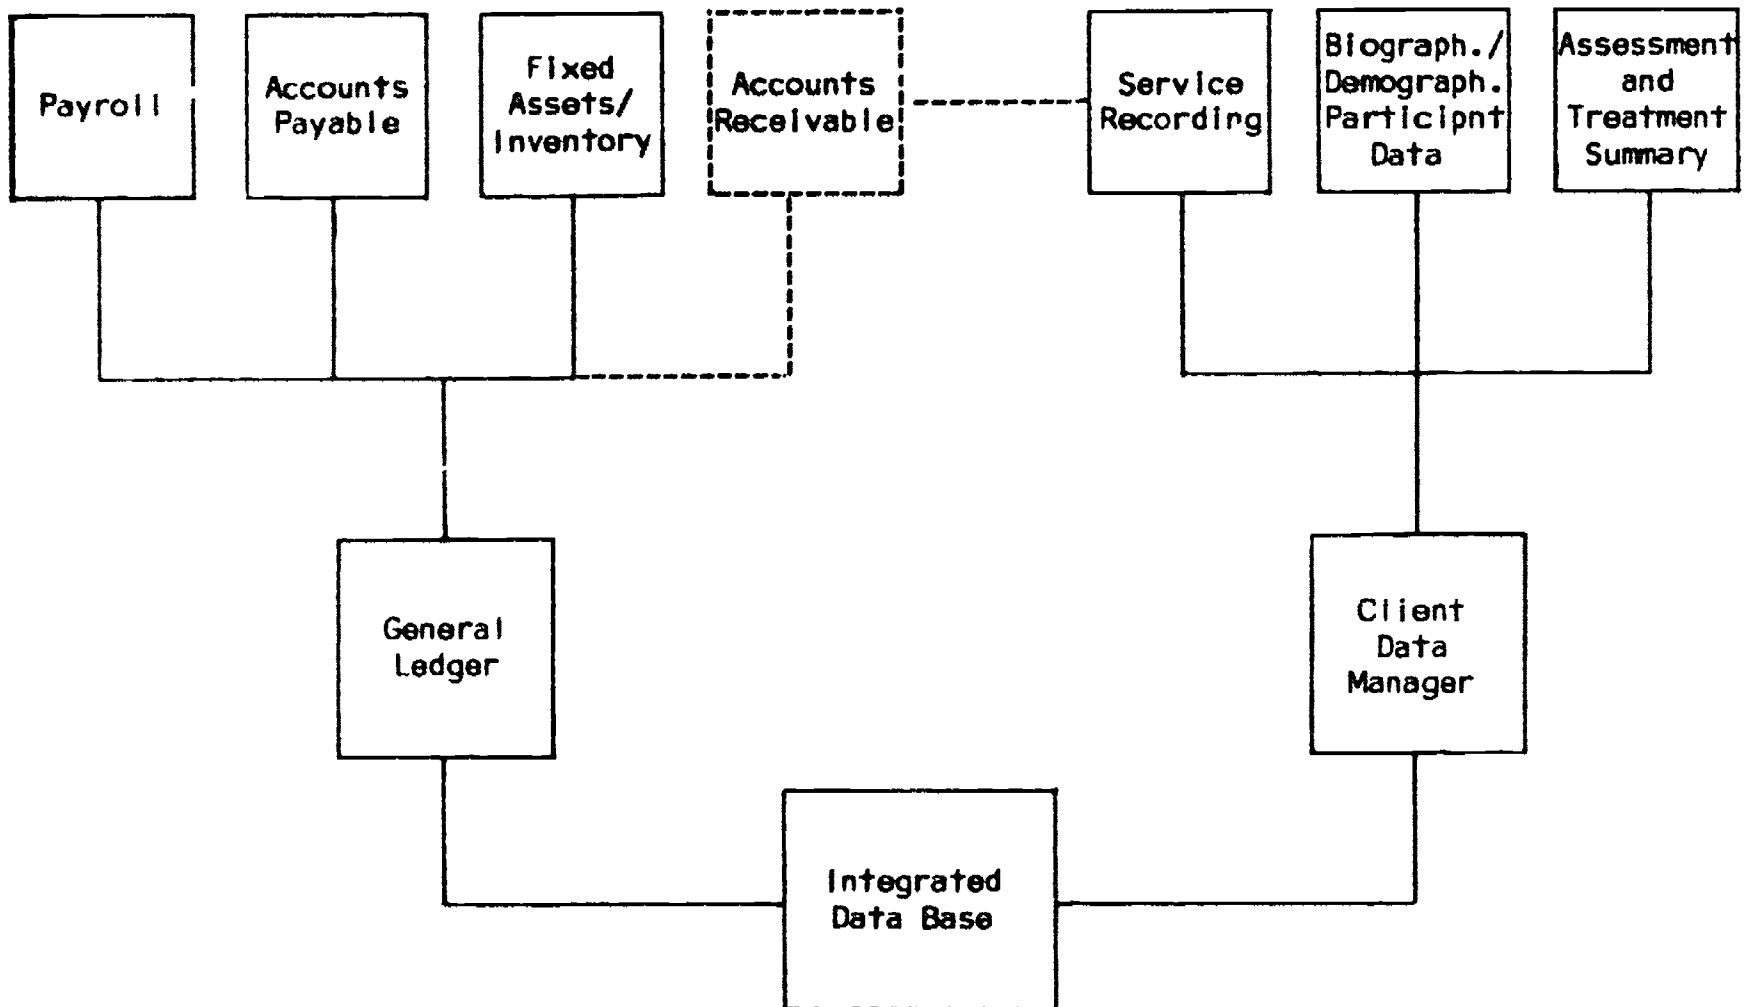 Payroll
Accounts
Payable
Fixed
Assets/
Inventory
Accounts
Receivable
Service
Recording
Biograph./
Demograph.
Participnt
Data
Assessment
and
Treatment
Summary
General
Ledger
Client
Data
Manager
Integrated
Data Base